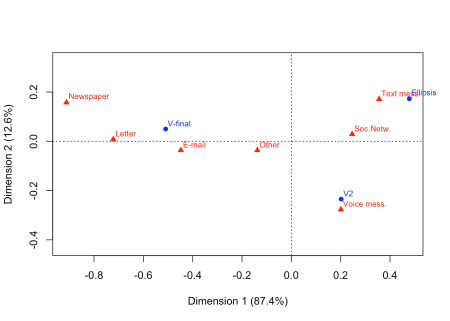 Newspaper
Text mess.
Ellipsis
V-final
Letter
Soc.Netw.
E-mail
Other
V2
Voice mess.
0.2
0.0
-0.2
-0.4
-0.8
-0.6
-0.4
-0.2
0.0
0.2
0.4
Dimension 1 (87.4%)
Dimension 2 (12.6%)